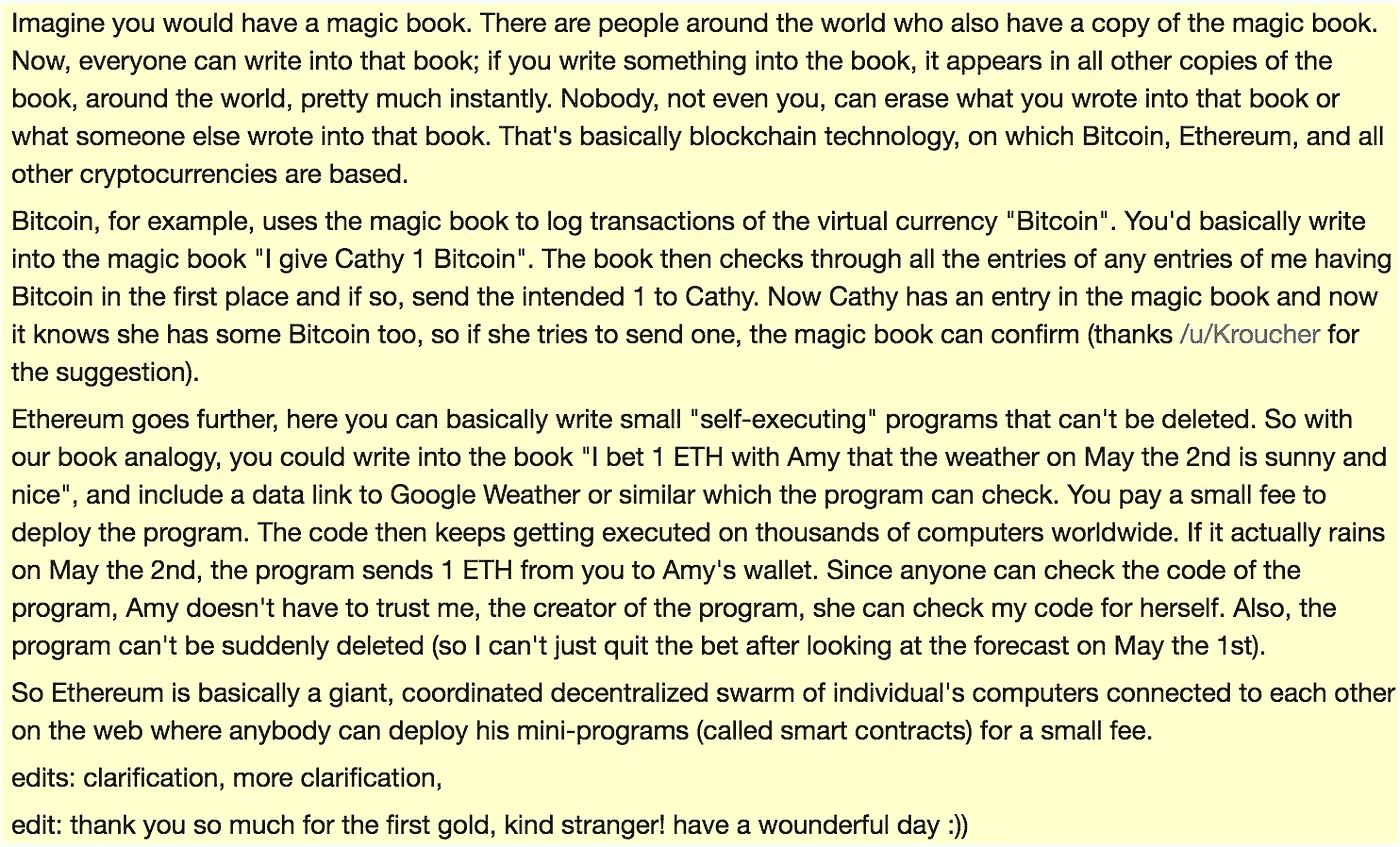 Imagine you would have a magic book. There are people around the world who also have a copy of the magic book.
Now, everyone can write into that book; if you write something into the book, it appears in all other copies of the
book, around the world, pretty much instantly. Nobody, not even you, can erase what you wrote into that book or
what someone else wrote into that book. That's basically blockchain technology, on which Bitcoin, Ethereum, and all
other cryptocurrencies are based.
Bitcoin, for example, uses the magic book to log transactions of the virtual currency "Bitcoin". You'd basically write
into the magic book "I give Cathy 1 Bitcoin". The book then checks through all the entries of any entries of me having
Bitcoin in the first place and if so, send the intended 1 to Cathy. Now Cathy has an entry in the magic book and now
it knows she has some Bitcoin too, so if she tries to send one, the magic book can confirm (thanks /u/Kroucher for
the suggestion).
Ethereum goes further, here you can basically write small "self-executing" programs that can't be deleted. So with
our book analogy, you could write into the book "I bet 1 ETH with Amy that the weather on May the 2nd is sunny and
nice", and include a data link to Google Weather or similar which the program can check. You pay a small fee to
deploy the program. The code then keeps getting executed on thousands of computers worldwide. If it actually rains
on May the 2nd, the program sends 1 ETH from you to Amy's wallet. Since anyone can check the code of the
program, Amy doesn't have to trust me, the creator of the program, she can check my code for herself. Also, the
program can't be suddenly deleted (so I can't just quit the bet after looking at the forecast on May the 1st).
So Ethereum is basically a giant, coordinated decentralized swarm of individual's computers connected to each other
on the web where anybody can deploy his mini-programs (called smart contracts) for a small fee.
edits: clarification, more clarification,
edit: thank you so much for the first gold, kind stranger! have a wounderful day :))